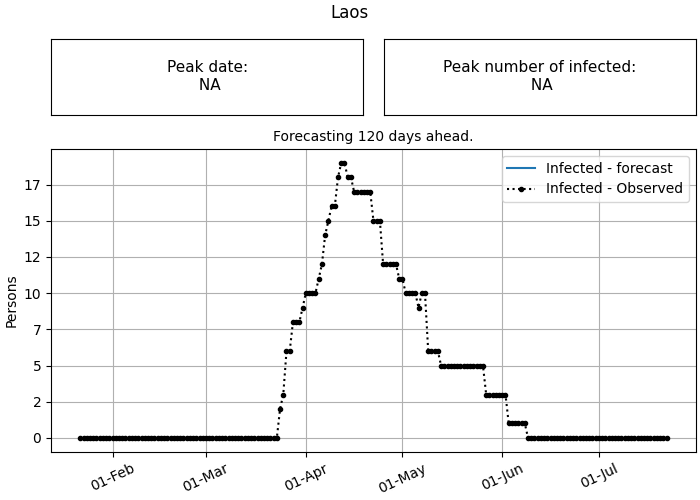 Laos
Peak date:
NA
Peak number of infected:
NA
Forecasting 120 days ahead.
Infected - forecast
Infected - Observed
Persons
17
15
12
10
7
5
2
0
01-Feb
01-Mar
01-Apr
01-May
01-Jun
01-Jul